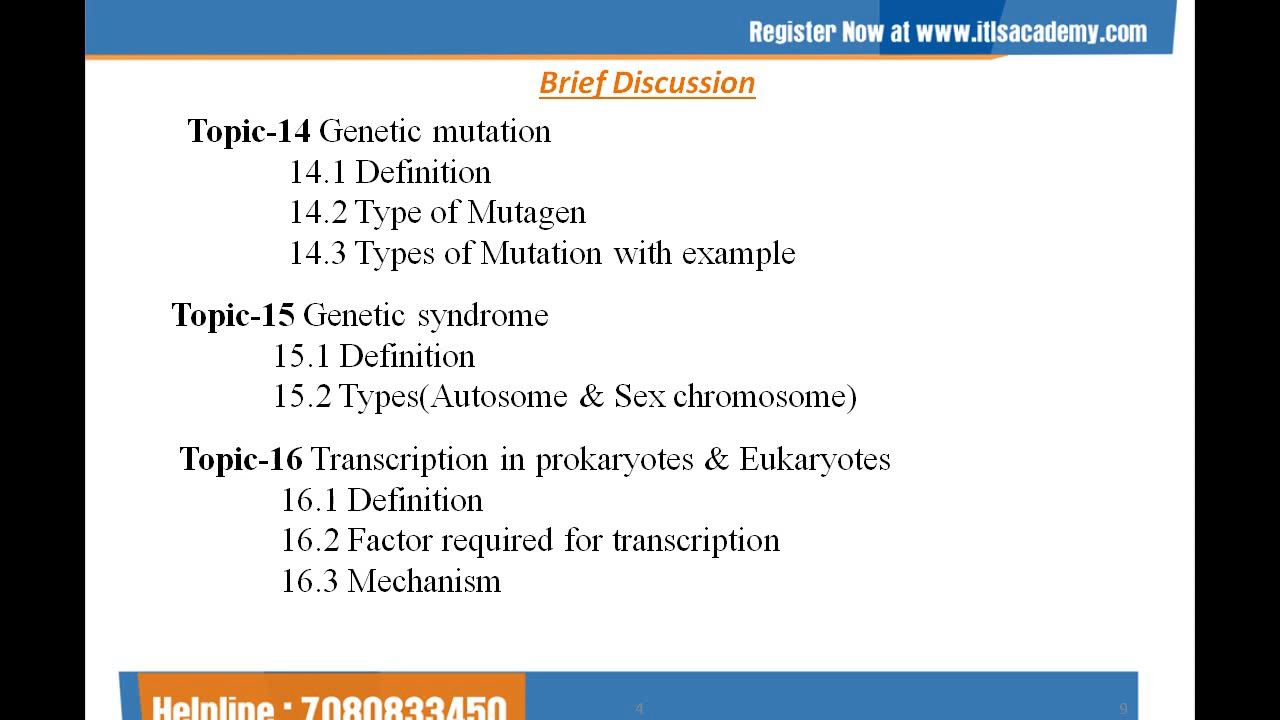 Register Now at www.itlsacademy.com
Brief Discussion
Topic-14 Genetic mutation
14.1 Definition
14.2 Type of Mutagen
14.3 Types of Mutation with example
Topic-15 Genetic syndrome
15.1 Definition
15.2 Types(Autosome & Sex chromosome)
Topic-16 Transcription in prokaryotes & Eukaryotes
16.1 Definition
16.2 Factor required for transcription
16.3 Mechanism
Helpline : 7080833450
4
9